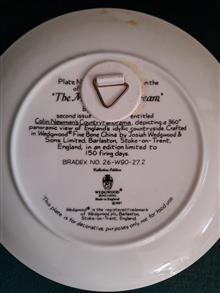 Plate N the
of
"The M eam"
second issue entitled
Colin Newman's Country Panorama, depicting a 360°
panoramic view of England's idyllic countryside. Crafted
in Wedgwood® Fine Bone China by Josiah Wedgwood &
Sons Limited, Barlaston, Stoke-on-Trent,
England, in an edition limited to
150 firing days.
BRADEX NO. 26-W90-27.2
Collectors Edition
WEDGWOOD
BONE CHINA
Made in England
Wedgwood® is the registered trademark
of Wedgwood plc, Barlaston,
Stoke-on-Trent, England.
This plate is for decorative purposes only, not for food use.